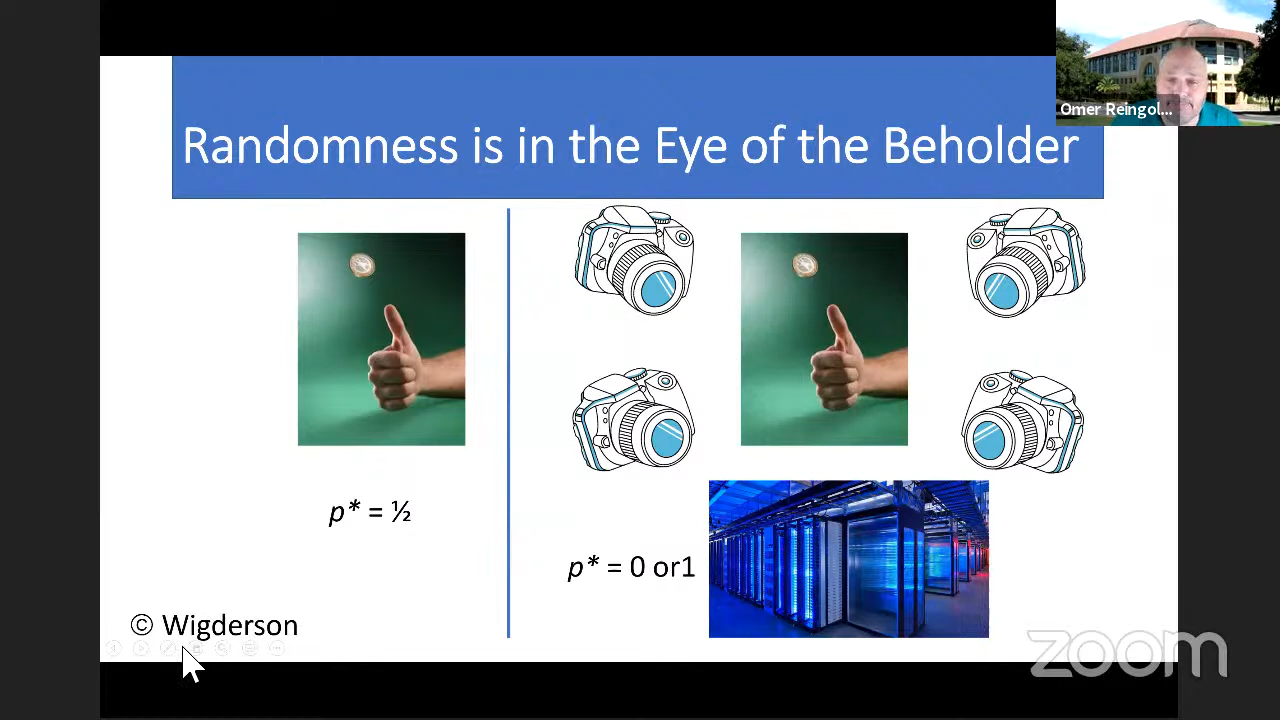 Omer Reingol...
Randomness is in the Eye of the Beholder
p* = ½
p* = 0 or1
© Wigderson
zoom